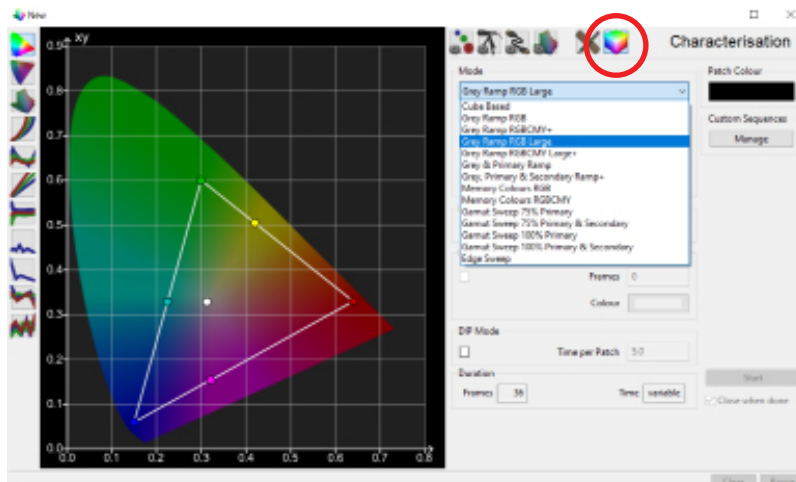 New
Characterisation
Mode
Patch Colour
Grey Ramp RGB Large
Cube Based
Grey Ramp RGB
Grey Ramp RGBCMY+
Grey Ramp RGB Large
Grey Ramp RGBCMY Large+
Grey & Primary Ramp
Grey, Primary & Secondary Ramp+
Memory Colours RGB
Memory Colours RGBCMY
Gamut Sweep 75% Primary
Gamut Sweep 75% Primary & Secondary
Gamut Sweep 100% Primary
Gamut Sweep 100% Primary & Secondary
Edge Sweep
Custom Sequences
Manage
Frames 0
Colour
DIP Mode
Time per Patch 3.0
Duration
Frames 36 Time variable
Start
Close when done
xy
0.9
0.8
0.7
0.6
0.5
0.4
0.3
0.2
0.1
0.0
0.0 0.1 0.2 0.3 0.4 0.5 0.6 0.7 0.8